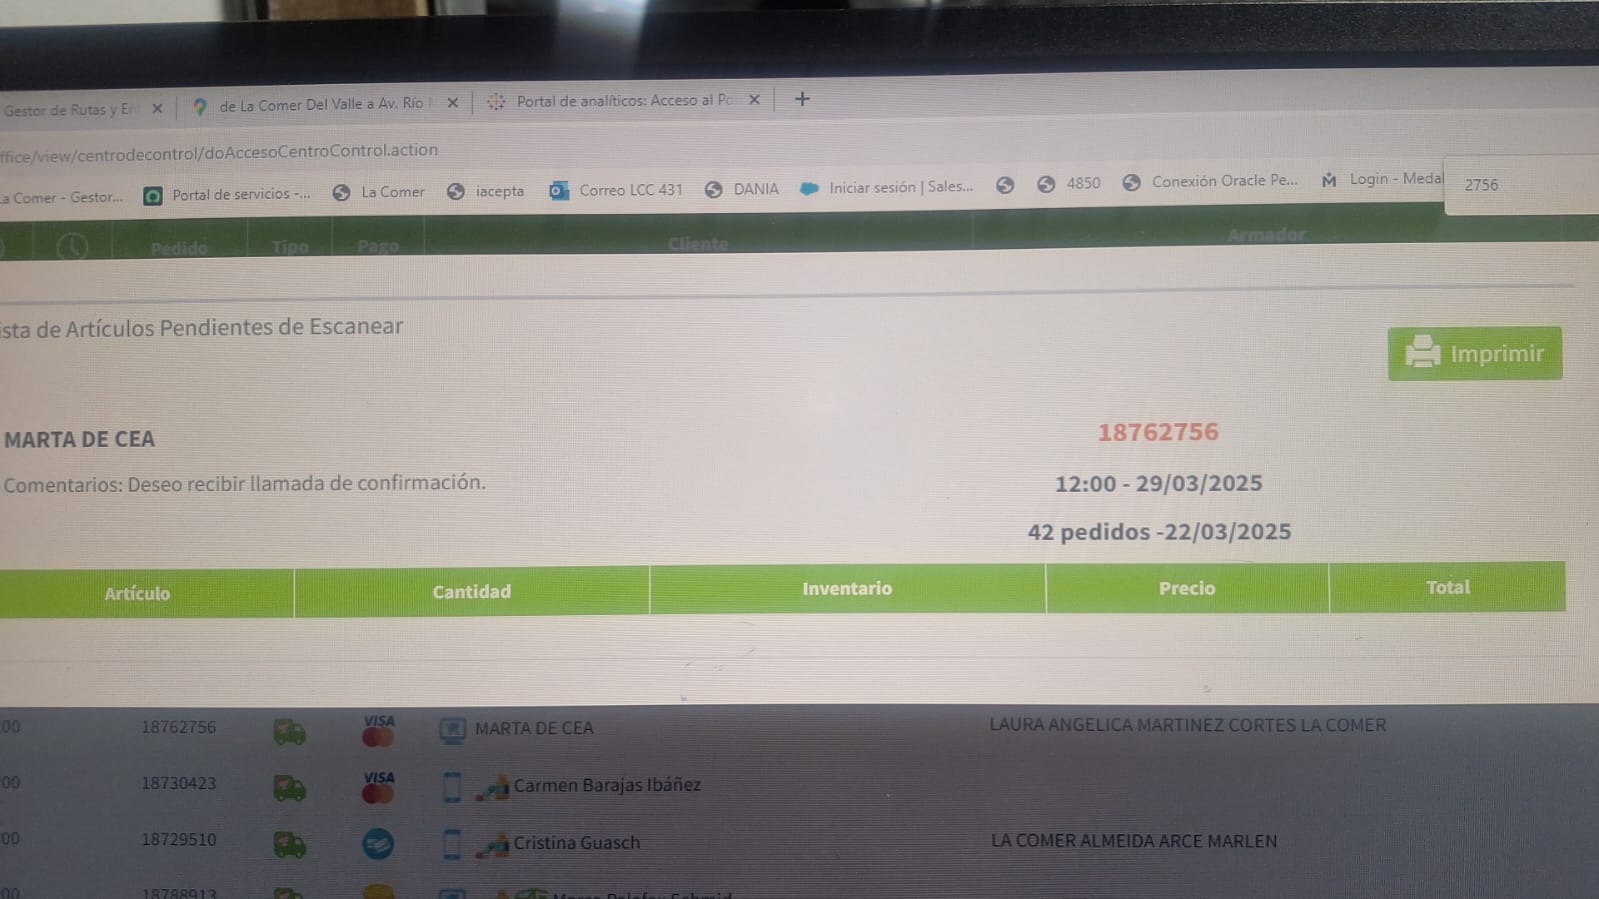 Gestor de Rutas y En
de La Comer Del Valle a Av. Río
Portal de analíticos: Acceso al Po
ffice/view/centrodecontrol/doAccesoCentroControl.action
a Comer - Gestor...
Portal de servicios -...
La Comer
iacepta
Correo LCC 431
DANIA
Iniciar sesión | Sales...
4850
Conexión Oracle Pe...
Login - Medal
2756
Pedido
Tipo
Pago
Cliente
Armador
ista de Artículos Pendientes de Escanear
Imprimir
MARTA DE CEA
18762756
Comentarios: Deseo recibir llamada de confirmación.
12:00 - 29/03/2025
42 pedidos -22/03/2025
Artículo
Cantidad
Inventario
Precio
Total
00 18762756 VISA MARTA DE CEA LAURA ANGELICA MARTINEZ CORTES LA COMER
00 18730423 VISA Carmen Barajas Ibáñez
00 18729510 Cristina Guasch LA COMER ALMEIDA ARCE MARLEN
00 18788913